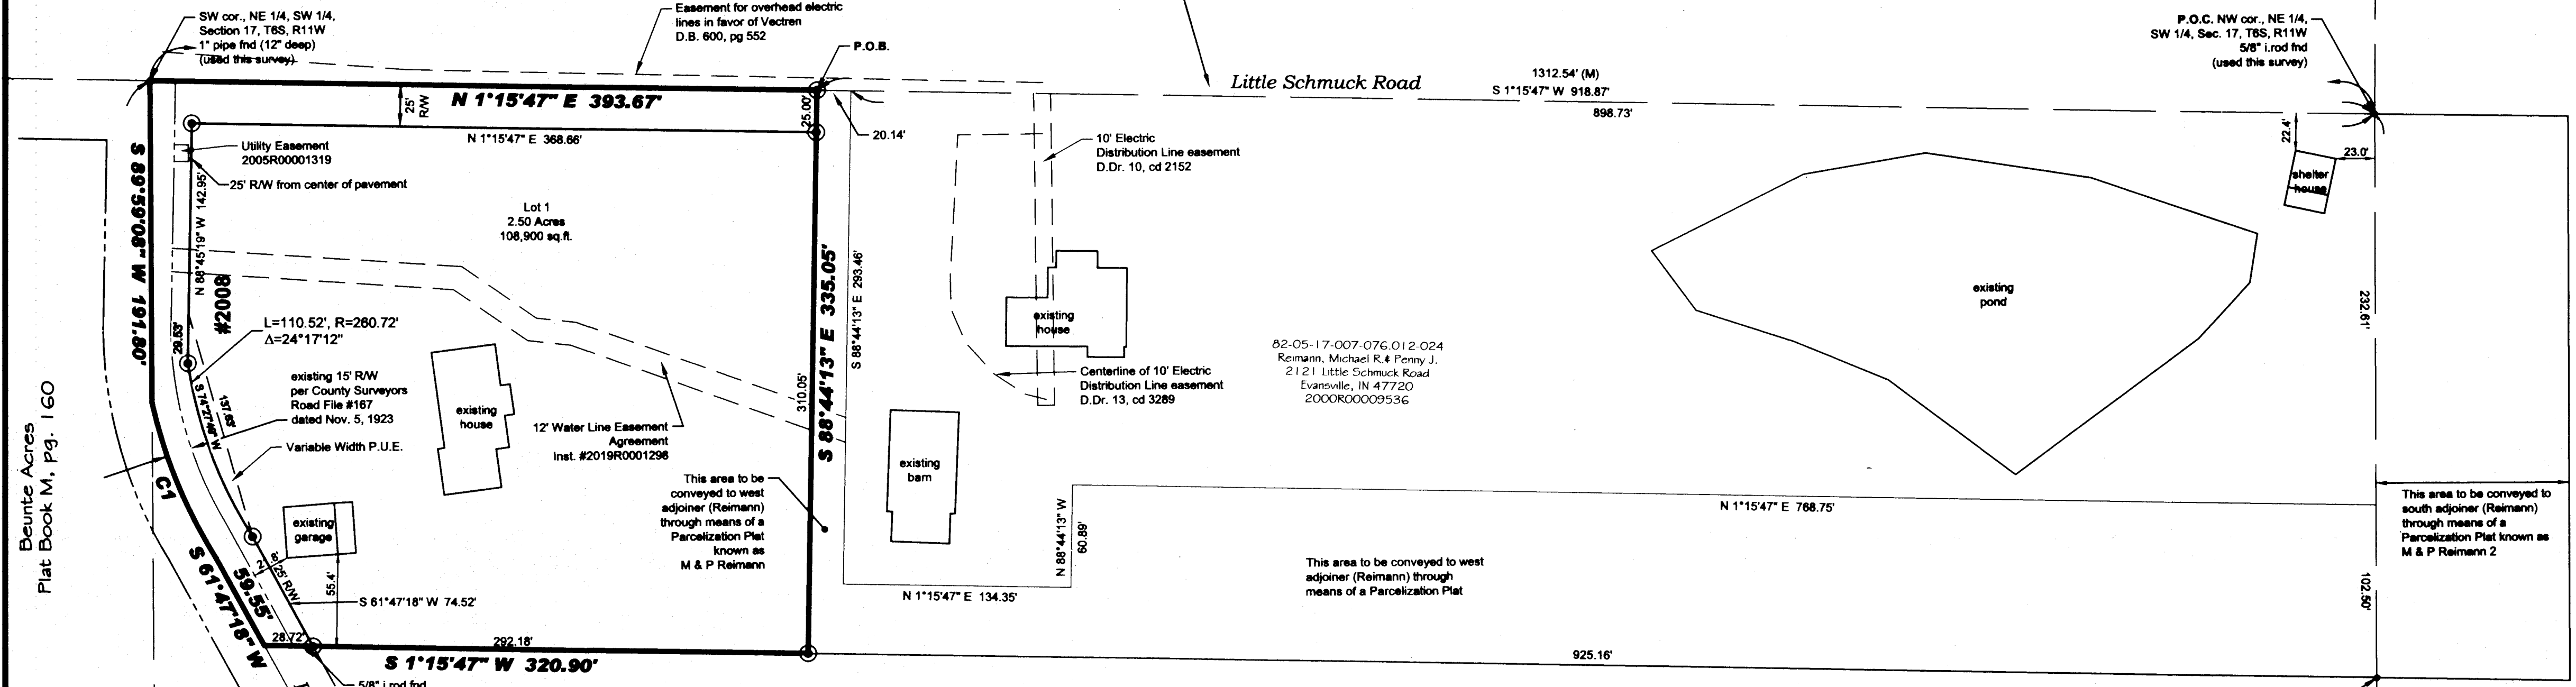 SW cor., NE 1/4, SW 1/4,
Section 17, T6S, R11W
1" pipe fnd (12" deep)
(used this survey)
Easement for overhead electric
lines in favor of Vectren
D.B. 600, pg 552
P.O.B.
Little Schmuck Road
1312.54' (M)
S 1°15'47" W 918.87'
898.73'
P.O.C. NW cor., NE 1/4,
SW 1/4, Sec. 17, T6S, R11W
5/8" i.rod fnd
(used this survey)
N 1°15'47" E 393.67'
25'
R/W
25.00'
N 1°15'47" E 368.66'
20.14'
Utility Easement
2005R00001319
25' R/W from center of pavement
S 89°59'08" W 191.80'
N 88°45'19" W 142.95'
#2008
29.53'
Lot 1
2.50 Acres
108,900 sq.ft.
L=110.52', R=260.72'
Δ=24°17'12"
existing 15' R/W
per County Surveyors
Road File #167
dated Nov. 5, 1923
Variable Width P.U.E.
137.63'
S 74°27'49" W
C1
existing
house
existing
garage
12' Water Line Easement
Agreement
Inst. #2019R0001298
This area to be
conveyed to west
adjoiner (Reimann)
through means of a
Parcelization Plat
known as
M & P Reimann
S 88°44'13" E 335.05'
310.05'
S 88°44'13" E 293.46'
10' Electric
Distribution Line easement
D.Dr. 10, cd 2152
existing
house
Centerline of 10' Electric
Distribution Line easement
D.Dr. 13, cd 3289
existing
barn
82-05-17-007-076.012-024
Reimann, Michael R.& Penny J.
2121 Little Schmuck Road
Evansville, IN 47720
2000R00009536
existing
pond
22.4'
23.0'
shelter
house
232.61'
102.50'
This area to be conveyed to
south adjoiner (Reimann)
through means of a
Parcelization Plat known as
M & P Reimann 2
N 1°15'47" E 768.75'
N 88°44'13" W
60.89'
N 1°15'47" E 134.35'
This area to be conveyed to west
adjoiner (Reimann) through
means of a Parcelization Plat
925.16'
Beunte Acres
Plat Book M, pg. 160
S 61°47'18" W
59.55'
25' R/W
55.4'
S 61°47'18" W 74.52'
28.72'
292.18'
S 1°15'47" W 320.90'
5/8" i.rod fnd